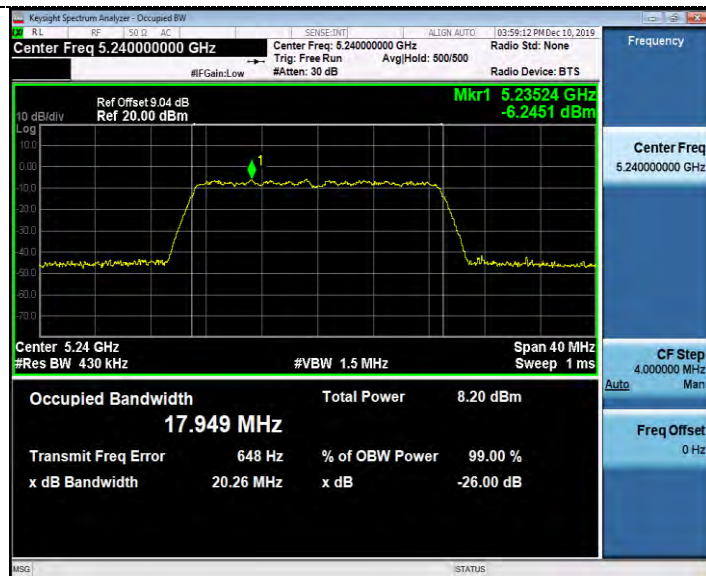 Keysight Spectrum Analyzer - Occupied BW
RL RF 50 Ω AC SENSE:INT ALIGN AUTO 03:59:12 PM Dec 10, 2019
Center Freq 5.240000000 GHz
Center Freq: 5.240000000 GHz
Radio Std: None
Trig: Free Run Avg|Hold: 500/500
#IFGain:Low
#Atten: 30 dB
Radio Device: BTS
Frequency
Ref Offset 9.04 dB
10 dB/div Ref 20.00 dBm
Mkr1 5.23524 GHz
-6.2451 dBm
Log
10.0
0.00
-10.0
-20.0
-30.0
-40.0
-50.0
-60.0
-70.0
1
Center 5.24 GHz
Span 40 MHz
#Res BW 430 kHz
#VBW 1.5 MHz
Sweep 1 ms
Occupied Bandwidth
17.949 MHz
Total Power 8.20 dBm
Transmit Freq Error 648 Hz
% of OBW Power 99.00 %
x dB Bandwidth 20.26 MHz
x dB -26.00 dB
Center Freq
5.240000000 GHz
CF Step
4.000000 MHz
Auto Man
Freq Offset
0 Hz
MSG
STATUS